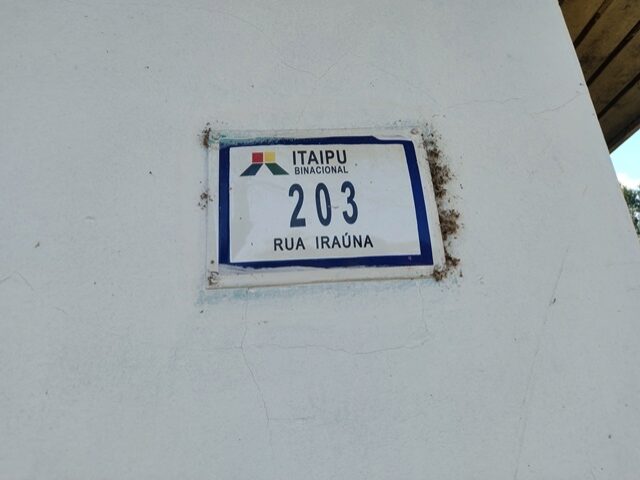 ITAIPU
BINACIONAL
203
RUA IRAÚNA